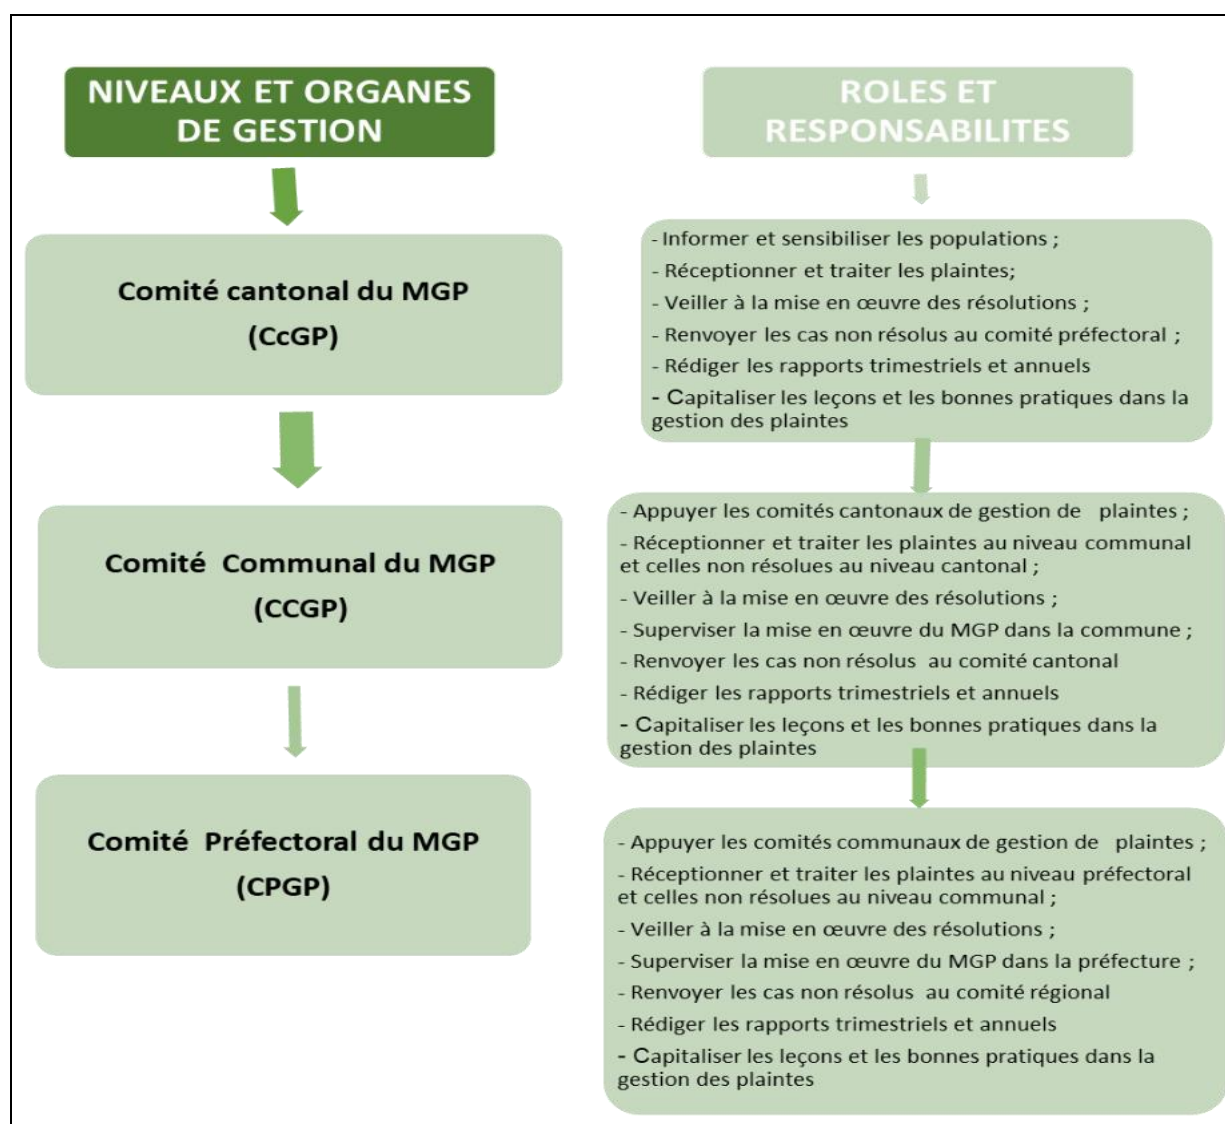 NIVEAUX ET ORGANES
DE GESTION
Comité cantonal du MGP
(CcGP)
Comité  Communal du MGP
(CCGP)
Comité  Préfectoral du MGP
(CPGP)
ROLES ET
RESPONSABILITES
- Informer et sensibiliser les populations ;
- Réceptionner et traiter les plaintes;
- Veiller à la mise en œuvre des résolutions ;
- Renvoyer les cas non résolus au comité préfectoral ;
- Rédiger les rapports trimestriels et annuels
- Capitaliser les leçons et les bonnes pratiques dans la
gestion des plaintes
- Appuyer les comités cantonaux de gestion de   plaintes ;
- Réceptionner et traiter les plaintes au niveau communal
et celles non résolues au niveau cantonal ;
- Veiller à la mise en œuvre des résolutions ;
- Superviser la mise en œuvre du MGP dans la commune ;
- Renvoyer les cas non résolus  au comité cantonal
- Rédiger les rapports trimestriels et annuels
- Capitaliser les leçons et les bonnes pratiques dans la
gestion des plaintes
- Appuyer les comités communaux de gestion de   plaintes ;
- Réceptionner et traiter les plaintes au niveau préfectoral
et celles non résolues au niveau communal ;
- Veiller à la mise en œuvre des résolutions ;
- Superviser la mise en œuvre du MGP dans la préfecture ;
- Renvoyer les cas non résolus  au comité régional
- Rédiger les rapports trimestriels et annuels
- Capitaliser les leçons et les bonnes pratiques dans la
gestion des plaintes